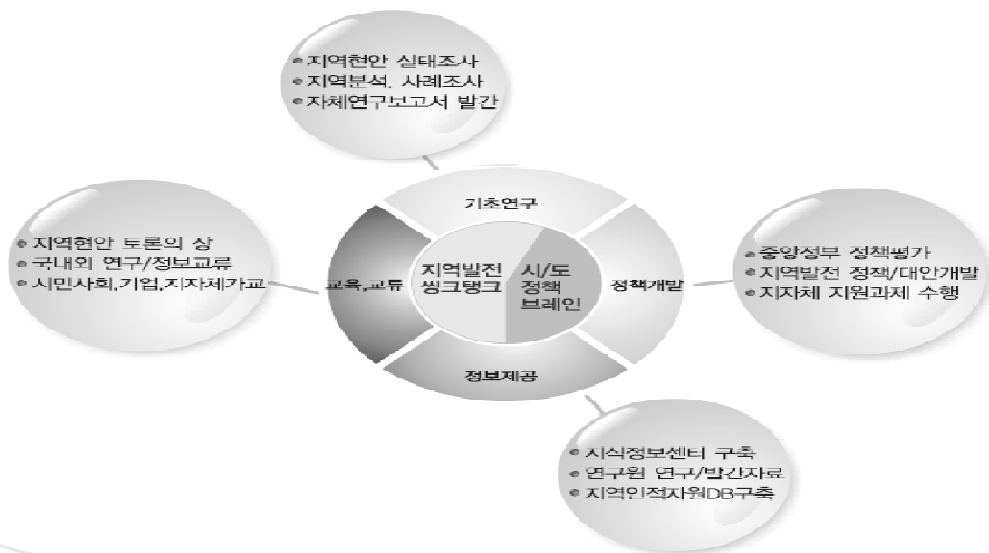 지역현안 실태조사
지역분석, 사례조사
자체연구보고서 발간
기초연구
지역현안 토론의 상
국내외 연구/정보교류
시민사회,기업,지자체가교
교육,교류
지역발전
씽크탱크
시/도
정책
브레인
정책개발
중앙정부 정책평가
지역발전 정책/대안개발
지자체 지원과제 수행
정보제공
지식정보센터 구축
연구원 연구/발간자료
지역인적자원DB구축